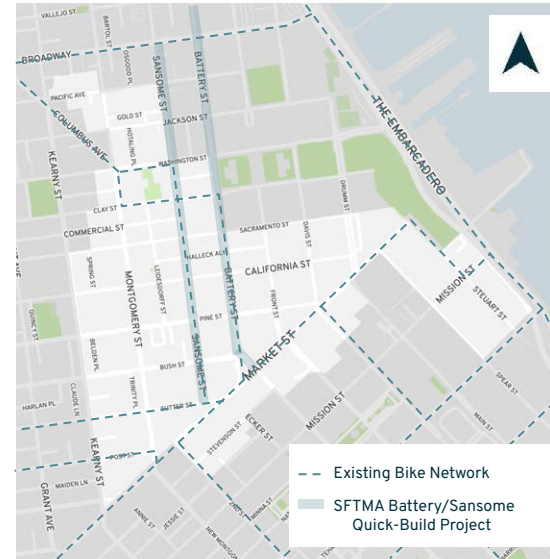 VALLEJO ST
BARTOL ST
BROADWAY
OSGOOD PL
SANSOME ST
BATTERY ST
PACIFIC AVE
GOLD ST
JACKSON ST
HOTALING PL
COLUMBUS AVE
THE EMBARCADERO
KEARNY ST
WASHINGTON ST
CLAY ST
DRUMM ST
COMMERCIAL ST
SACRAMENTO ST
DAVIS ST
HALLECK ALY
CALIFORNIA ST
SPRING ST
MONTGOMERY ST
LEIDESDORFF ST
BATTERY ST
FRONT ST
MISSION ST
STEUART ST
QUINCY ST
PINE ST
BELDEN PL
SANSOME ST
MARKET ST
BUSH ST
TRINITY PL
HARLAN PL
CLAUDE LN
SUTTER ST
MISSION ST
SPEAR ST
MAIN ST
ECKER ST
STEVENSON ST
KEARNY ST
POST ST
MAIDEN LN
GRANT AVE
ANNIE ST
JESSIE ST
2ND ST
MINNA ST
Existing Bike Network
SFTMA Battery/Sansome
Quick-Build Project